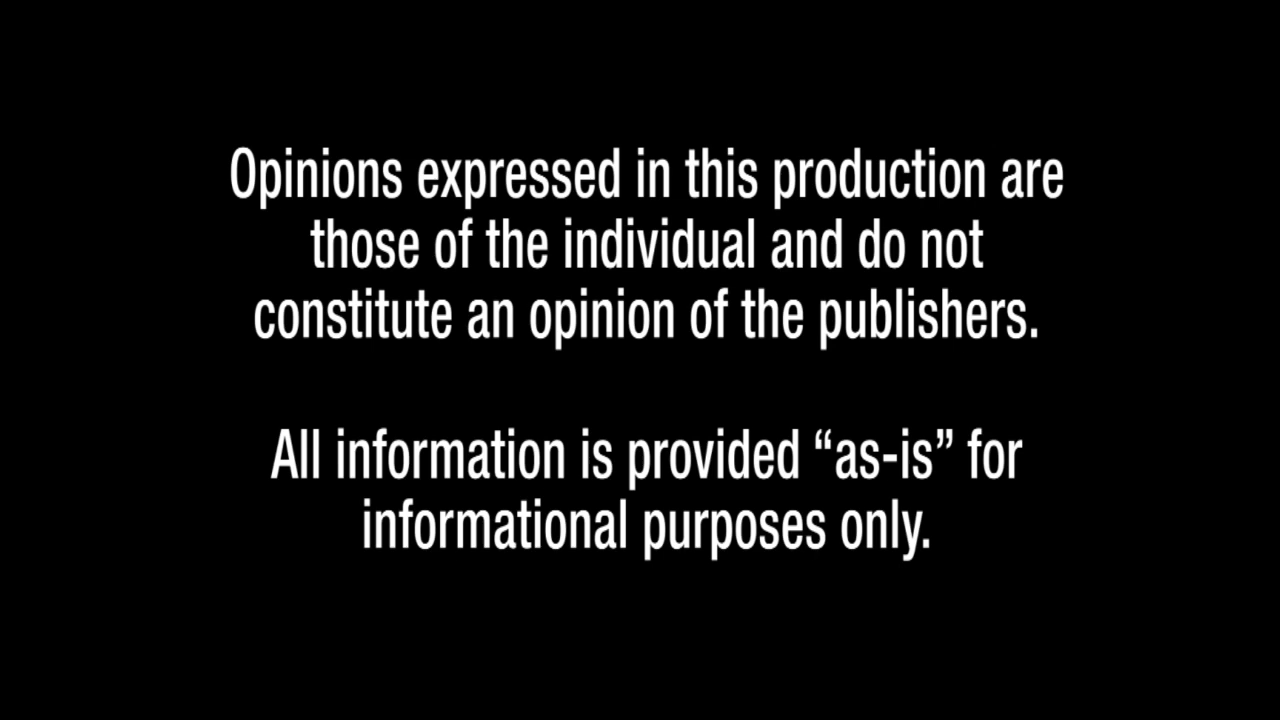 Opinions expressed in this production are
those of the individual and do not
constitute an opinion of the publishers.
All information is provided “as-is” for
informational purposes only.